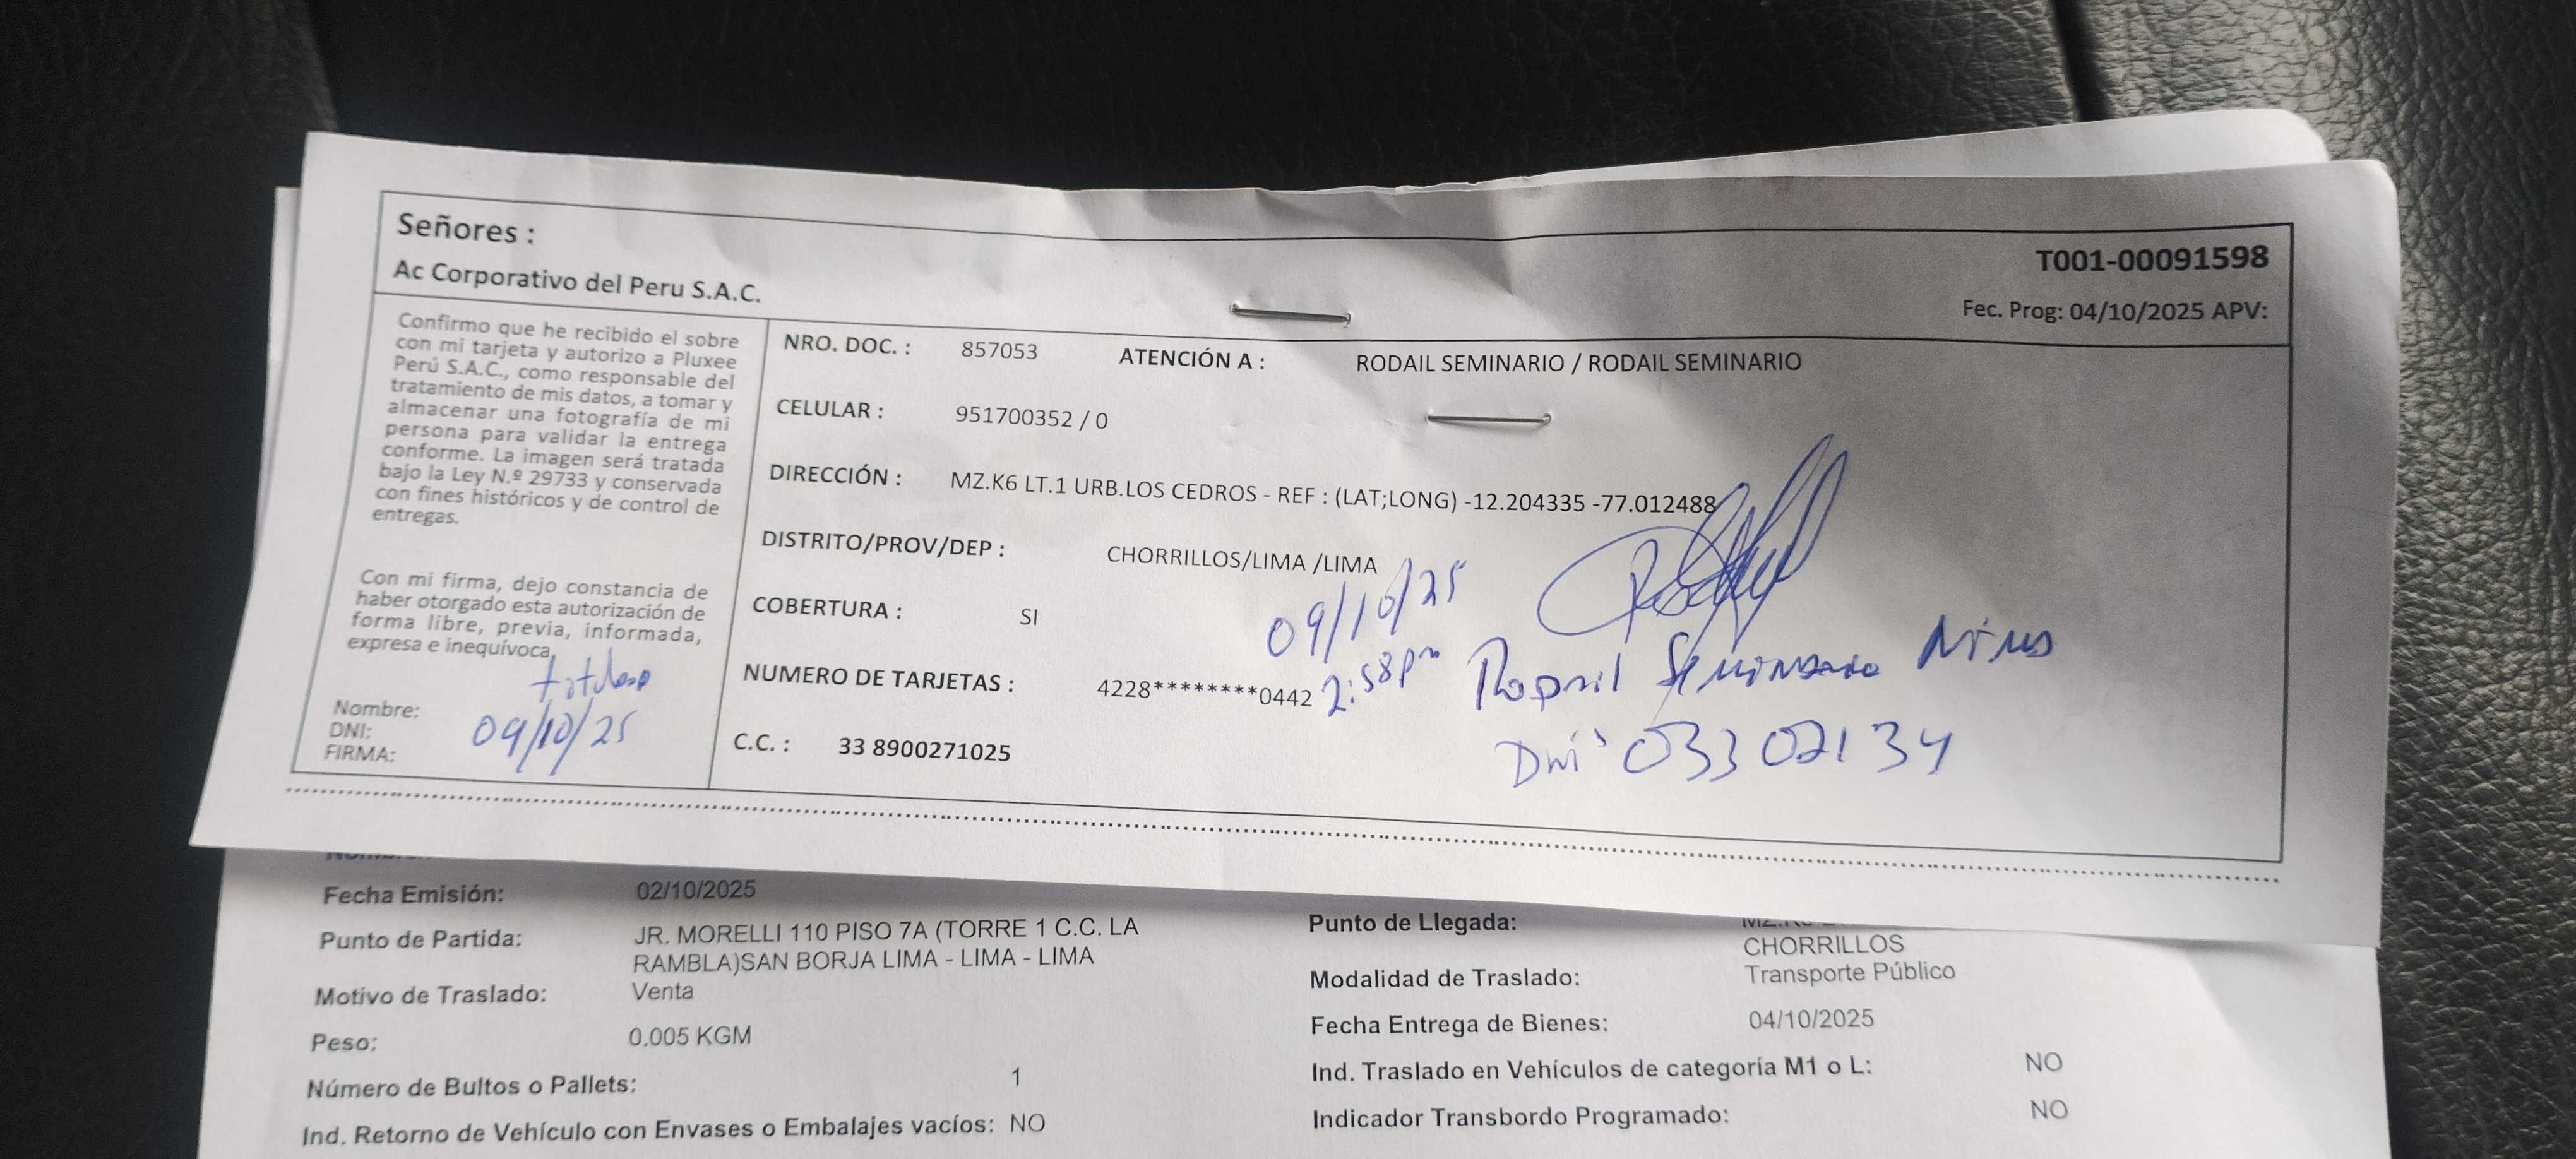 Señores :
Ac Corporativo del Peru S.A.C.
T001-00091598
Fec. Prog: 04/10/2025 APV:
Confirmo que he recibido el sobre
con mi tarjeta y autorizo a Pluxee
Perú S.A.C., como responsable del
tratamiento de mis datos, a tomar y
almacenar una fotografía de mi
persona para validar la entrega
conforme. La imagen será tratada
bajo la Ley N.º 29733 y conservada
con fines históricos y de control de
entregas.
Con mi firma, dejo constancia de
haber otorgado esta autorización de
forma libre, previa, informada,
expresa e inequívoca.
Nombre:
DNI:
FIRMA:
09/10/25
NRO. DOC. : 857053 ATENCIÓN A : RODAIL SEMINARIO / RODAIL SEMINARIO
CELULAR : 951700352 / 0
DIRECCIÓN : MZ.K6 LT.1 URB.LOS CEDROS - REF : (LAT;LONG) -12.204335 -77.012488
DISTRITO/PROV/DEP : CHORRILLOS/LIMA /LIMA
COBERTURA : SI
09/10/25
NUMERO DE TARJETAS : 4228********0442
2:58pm
C.C. : 33 8900271025
Dni 03302134
Fecha Emisión: 02/10/2025
Punto de Partida: JR. MORELLI 110 PISO 7A (TORRE 1 C.C. LA
RAMBLA)SAN BORJA LIMA - LIMA - LIMA
Motivo de Traslado: Venta
Peso: 0.005 KGM
Número de Bultos o Pallets: 1
Ind. Retorno de Vehículo con Envases o Embalajes vacíos: NO
Punto de Llegada:
CHORRILLOS
Modalidad de Traslado: Transporte Público
Fecha Entrega de Bienes: 04/10/2025
Ind. Traslado en Vehículos de categoría M1 o L: NO
Indicador Transbordo Programado: NO